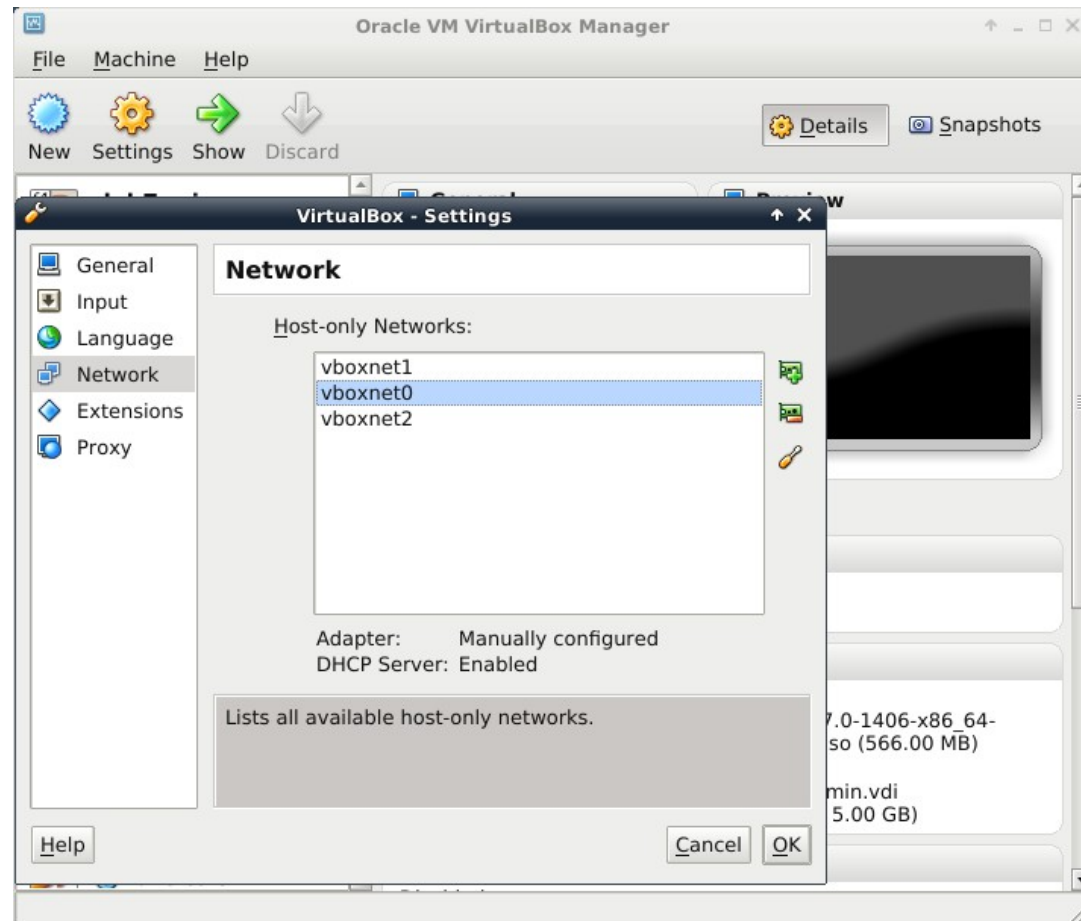 Oracle VM VirtualBox Manager
File Machine Help
New Settings Show Discard
Details Snapshots
VirtualBox - Settings
General
Input
Language
Network
Extensions
Proxy
Network
Host-only Networks:
vboxnet1
vboxnet0
vboxnet2
Adapter: Manually configured
DHCP Server: Enabled
Lists all available host-only networks.
7.0-1406-x86_64-
so (566.00 MB)
min.vdi
5.00 GB)
Help
Cancel OK